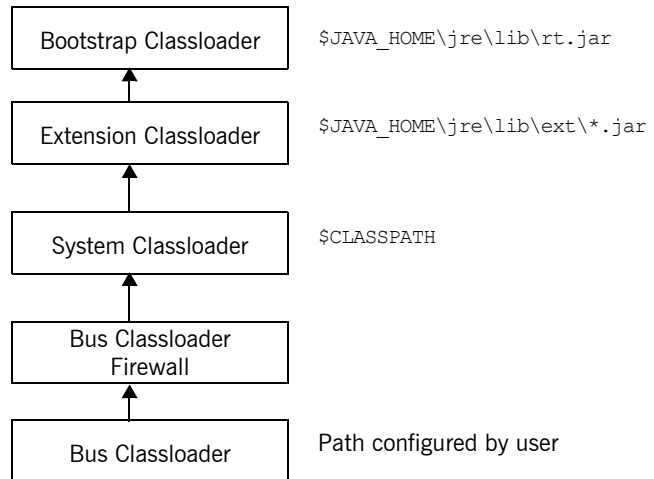 Bootstrap Classloader
$JAVA_HOME\jre\lib\rt.jar
Extension Classloader
$JAVA_HOME\jre\lib\ext\*.jar
System Classloader
$CLASSPATH
Bus Classloader
Firewall
Bus Classloader
Path configured by user